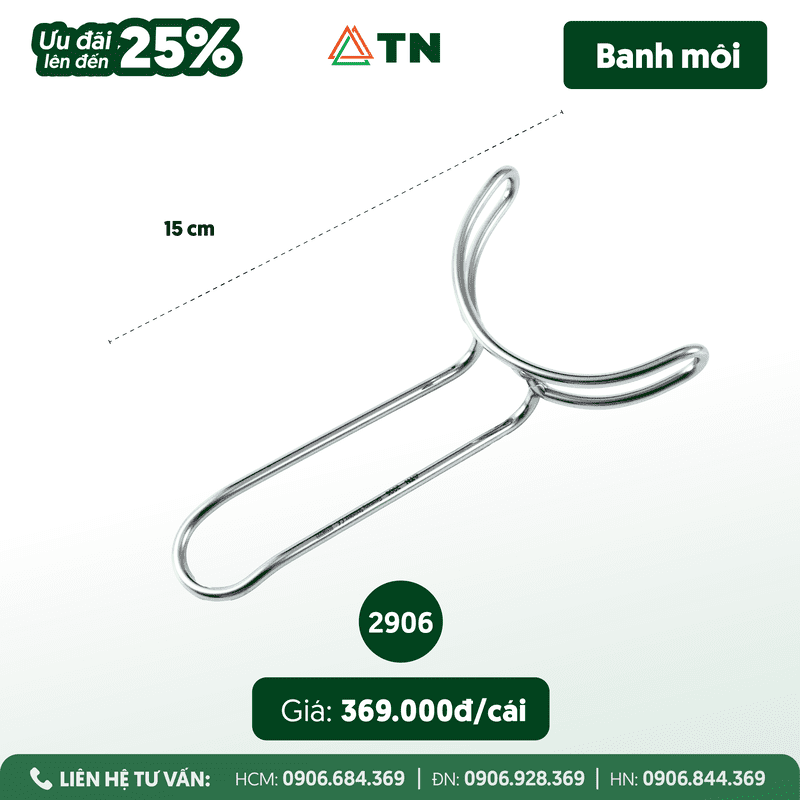 Ưu đãi
lên đến
25%
TN
Banh môi
15 cm
2906
Giá: 369.000đ/cái
LIÊN HỆ TƯ VẤN: HCM: 0906.684.369 | ĐN: 0906.928.369 | HN: 0906.844.369